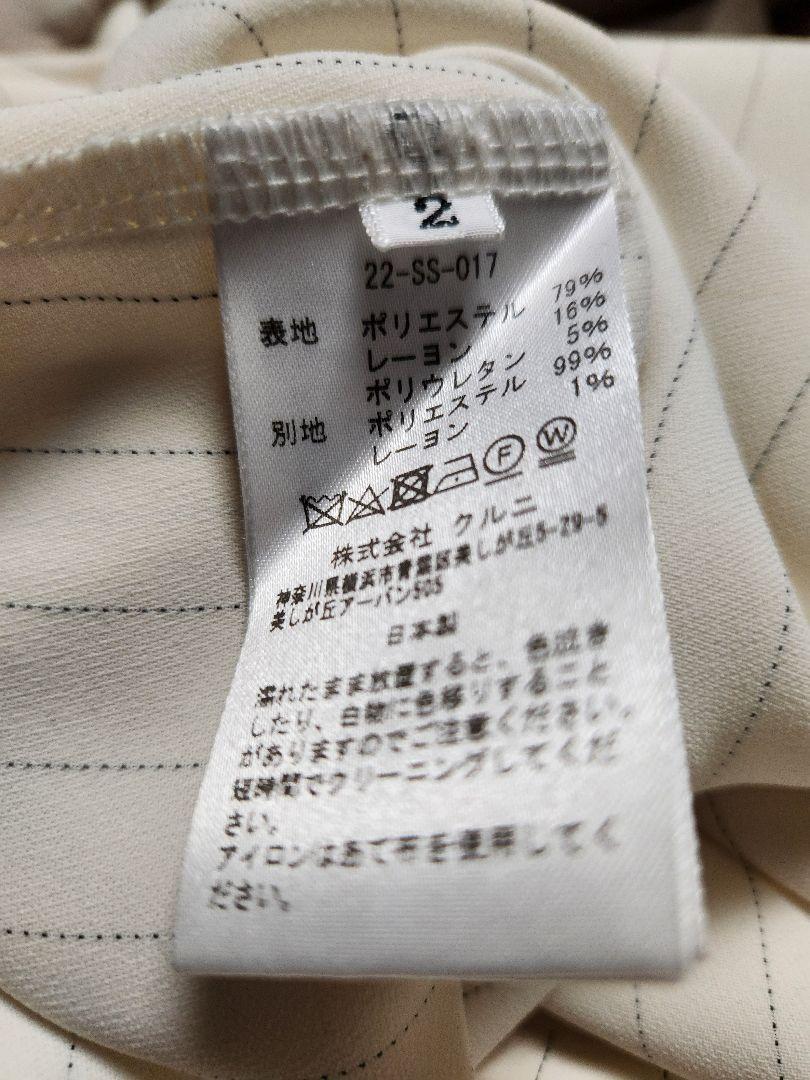 2
22-SS-017
表地 ポリエステル 79%
レーヨン 16%
ポリウレタン 5%
別地 ポリエステル 99%
レーヨン 1%
F W
株式会社 クルニ
神奈川県横浜市青葉区美しが丘5-29-5
美しが丘アーバン505
日本製
濡れたまま放置すると、色泣き
したり、白物に色移りすること
がありますのでご注意ください。
短時間でクリーニングしてくだ
さい。
アイロンはあて布を使用してく
ださい。